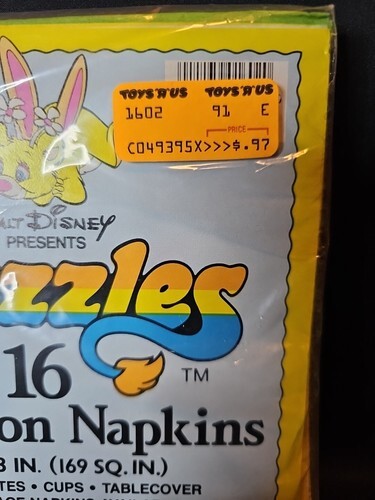 TOYS"R"US TOYS"R"US
1602 91 E
PRICE
C049395X>>>$.97
LT DISNEY
PRESENTS
zzles
TM
16
on Napkins
3 IN. (169 SQ. IN.)
TES • CUPS • TABLECOVER